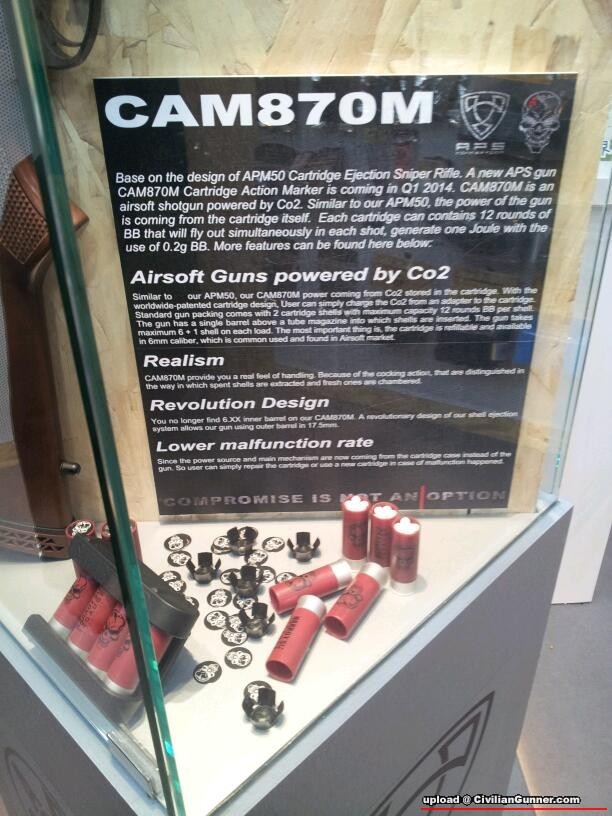 CAM870M
APS
Base on the design of APM50 Cartridge Ejection Sniper Rifle. A new APS gun
CAM870M Cartridge Action Marker is coming in Q1 2014. CAM870M is an
airsoft shotgun powered by Co2. Similar to our APM50, the power of the gun
is coming from the cartridge itself. Each cartridge can contains 12 rounds of
BB that will fly out simultaneously in each shot, generate one Joule with the
use of 0.2g BB. More features can be found here below:
Airsoft Guns powered by Co2
Similar to our APM50, our CAM870M power coming from Co2 stored in the cartridge. With the
worldwide-patented cartridge design, User can simply charge the Co2 from an adapter to the cartridge.
Standard gun packing comes with 2 cartridge shells with maximum capacity 12 rounds BB per shell.
The gun has a single barrel above a tube magazine into which shells are inserted. The gun takes
maximum 6 + 1 shell on each load. The most important thing is, the cartridge is refillable and available
in 6mm caliber, which is common used and found in Airsoft market.
Realism
CAM870M provide you a real feel of handling. Because of the cocking action, that are distinguished in
the way in which spent shells are extracted and fresh ones are chambered.
Revolution Design
You no longer find 6.XX inner barrel on our CAM870M. A revolutionary design of our shell ejection
system allows our gun using outer barrel in 17.5mm.
Lower malfunction rate
Since the power source and main mechanism are now coming from the cartridge case instead of the
gun. So user can simply repair the cartridge or use a new cartridge in case of malfunction happened.
COMPROMISE IS NOT AN OPTION
upload @ CivilianGunner.com